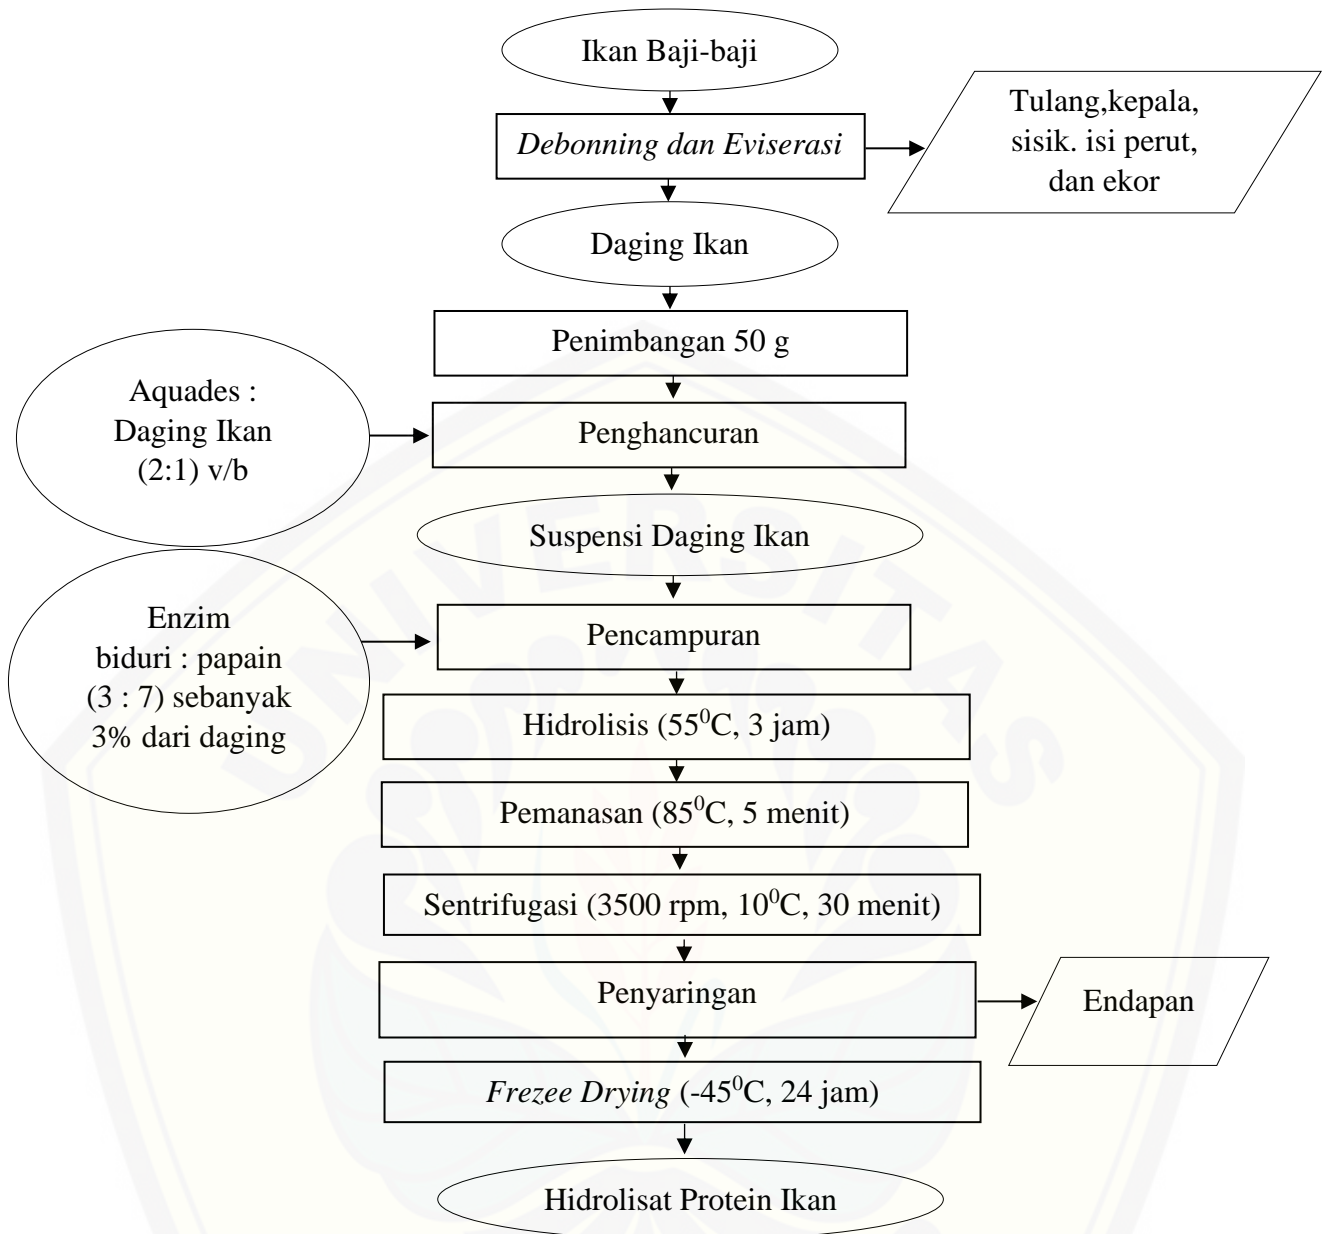 Ikan Baji-baji
Debonning dan Eviserasi
Tulang,kepala,
sisik. isi perut,
dan ekor
Daging Ikan
Penimbangan 50 g
Aquades :
Daging Ikan
(2:1) v/b
Penghancuran
Suspensi Daging Ikan
Enzim
biduri : papain
(3 : 7) sebanyak
3% dari daging
Pencampuran
Hidrolisis (55⁰C, 3 jam)
Pemanasan (85⁰C, 5 menit)
Sentrifugasi (3500 rpm, 10⁰C, 30 menit)
Penyaringan
Endapan
Frezee Drying (-45⁰C, 24 jam)
Hidrolisat Protein Ikan
UNIVERSITAS